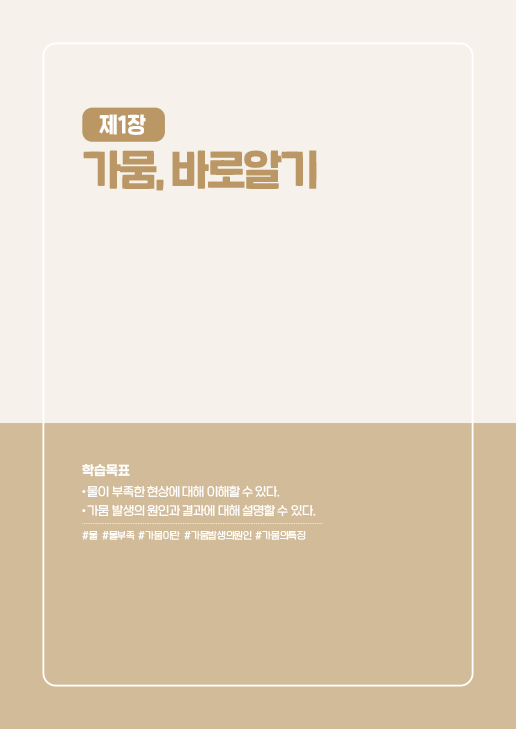 제1장
가뭄, 바로알기
학습목표
• 물이 부족한 현상에 대해 이해할 수 있다.
• 가뭄 발생의 원인과 결과에 대해 설명할 수 있다.
#물 #물부족 #가뭄이란 #가뭄발생의원인 #가뭄의특징